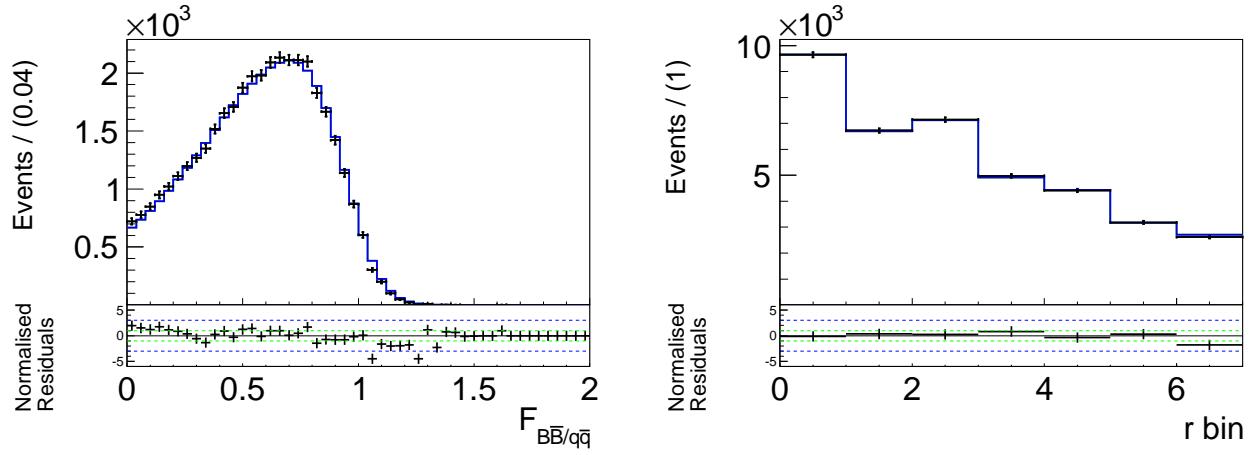 ×10³
Events / (0.04)
2
1.5
1
0.5
Normalised
Residuals
5
0
-5
0 0.5 1 1.5 2
F_{BB̅/qq̅}
×10³
Events / (1)
10
5
Normalised
Residuals
5
0
-5
0 2 4 6
r bin